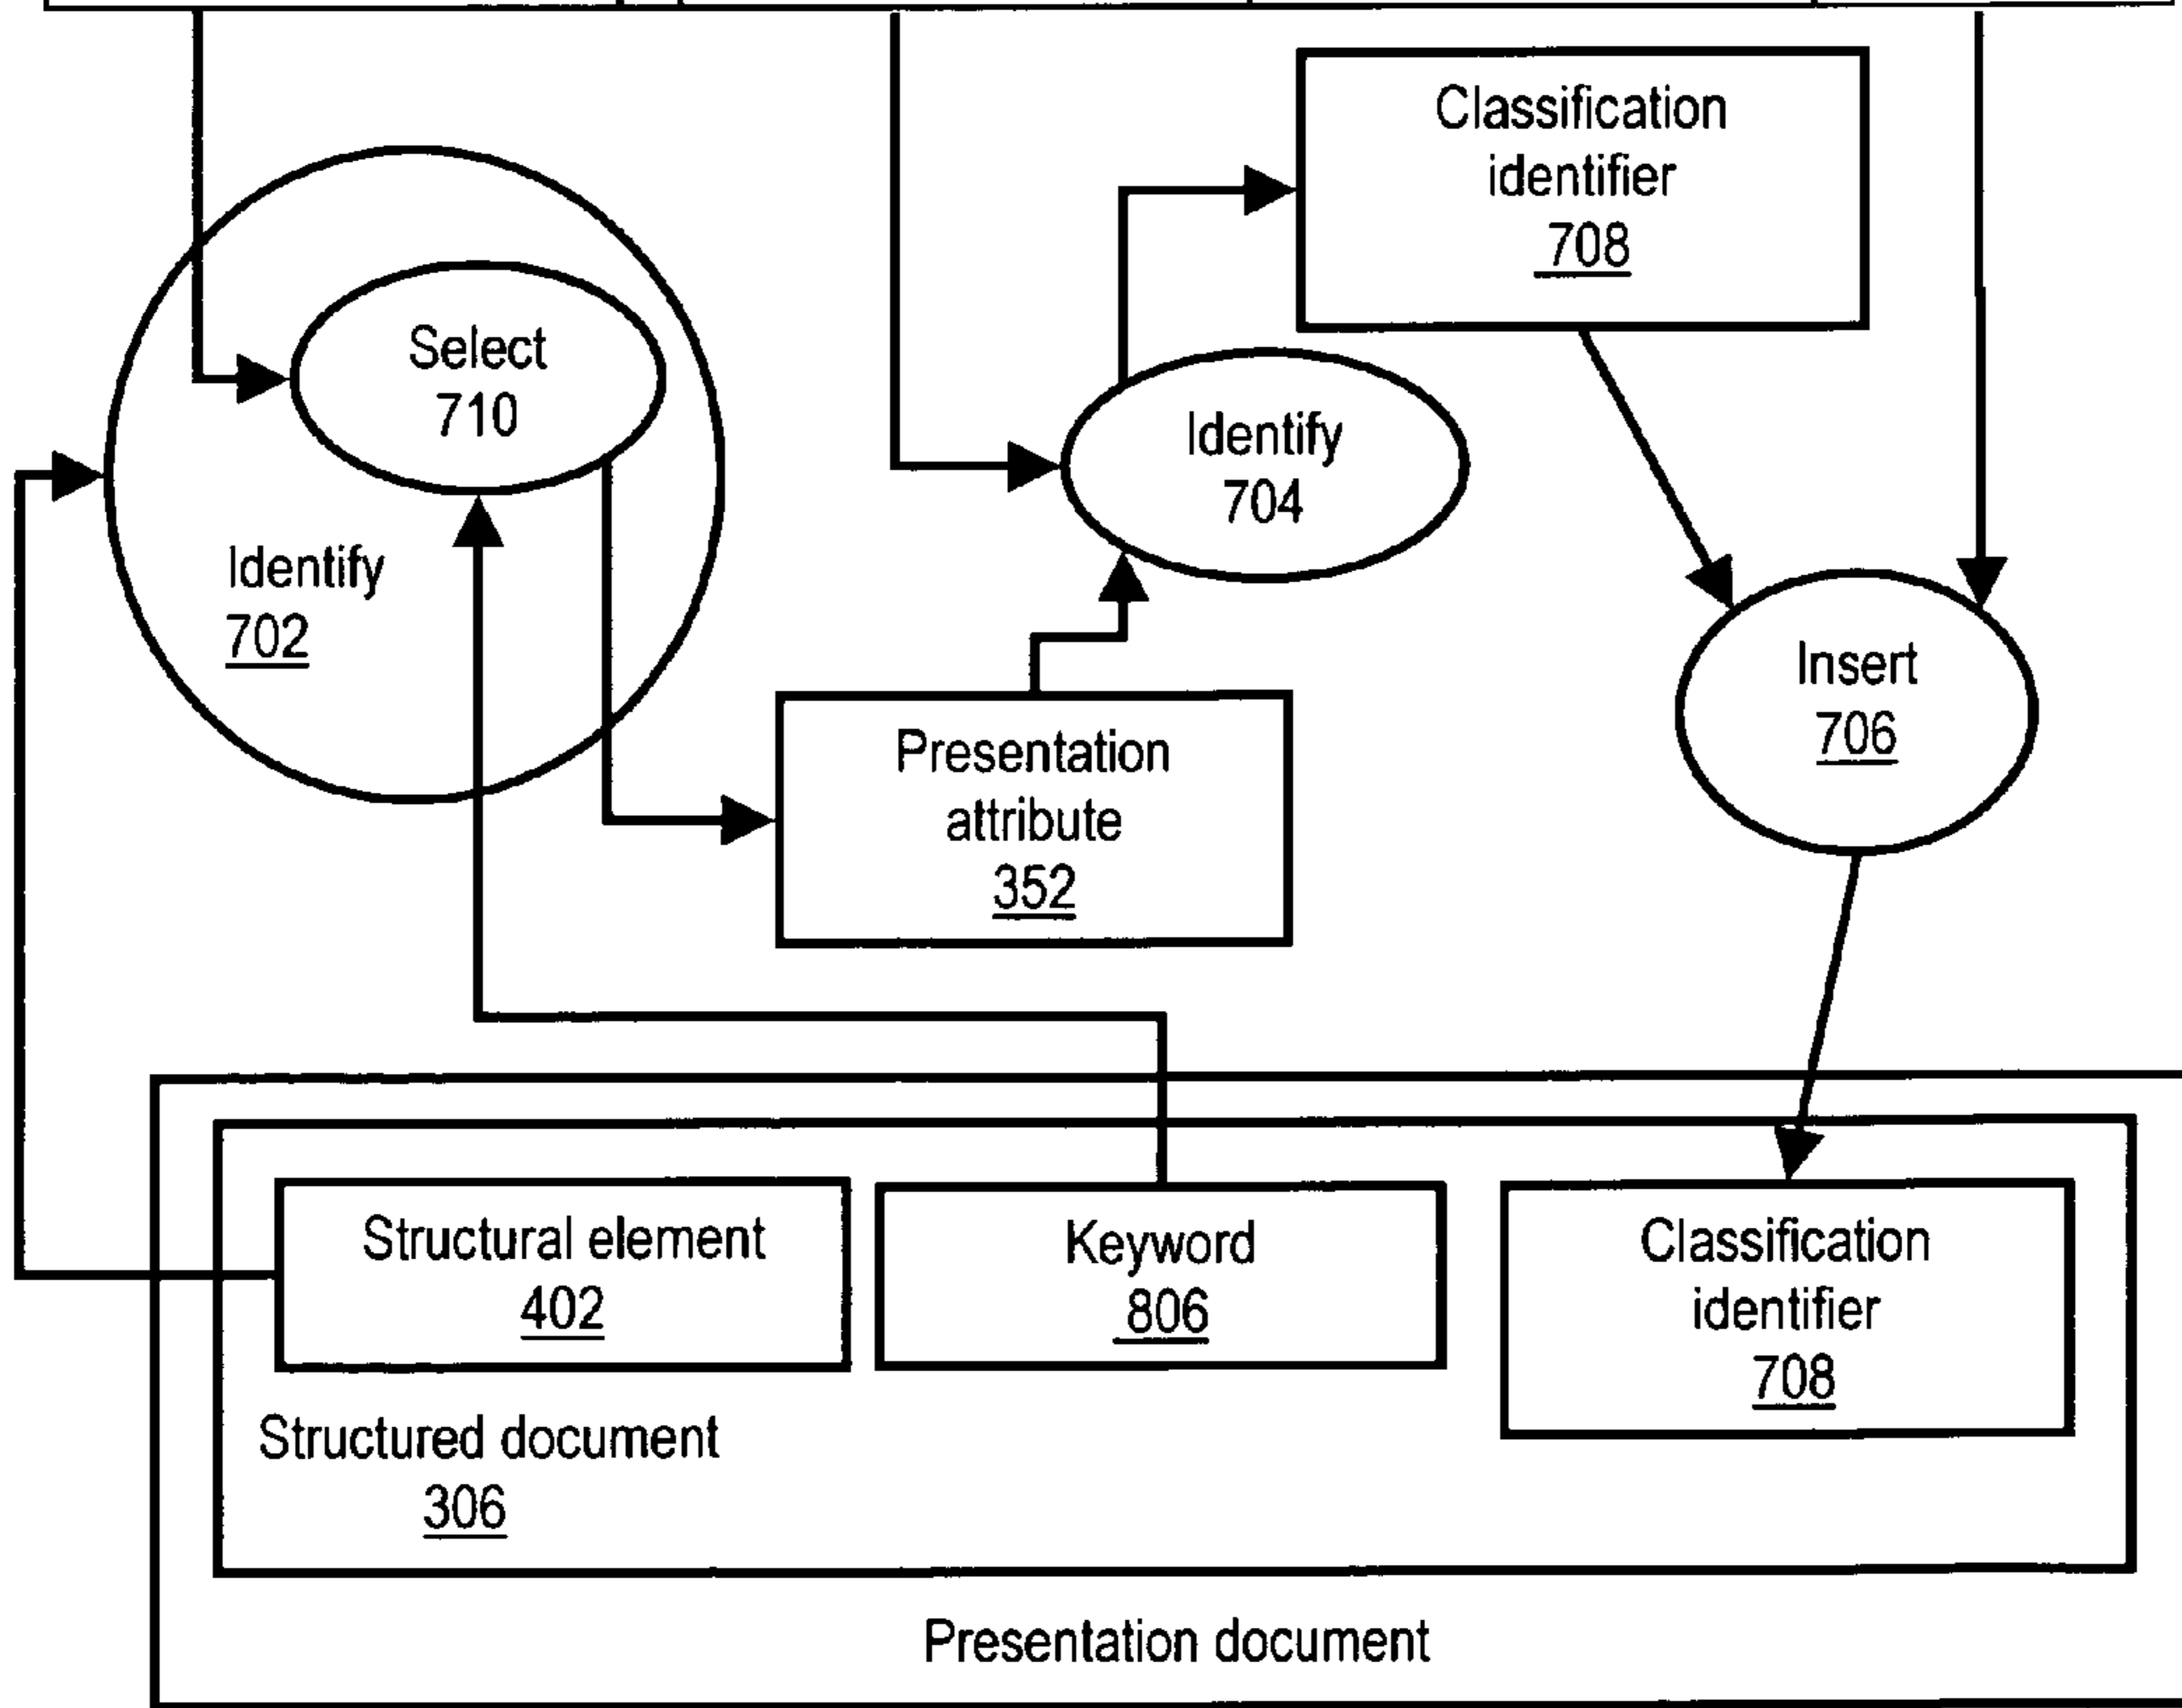 Classification
identifier
708
Select
710
Identify
704
Identify
702
Insert
706
Presentation
attribute
352
Structural element
402
Keyword
806
Classification
identifier
708
Structured document
306
Presentation document